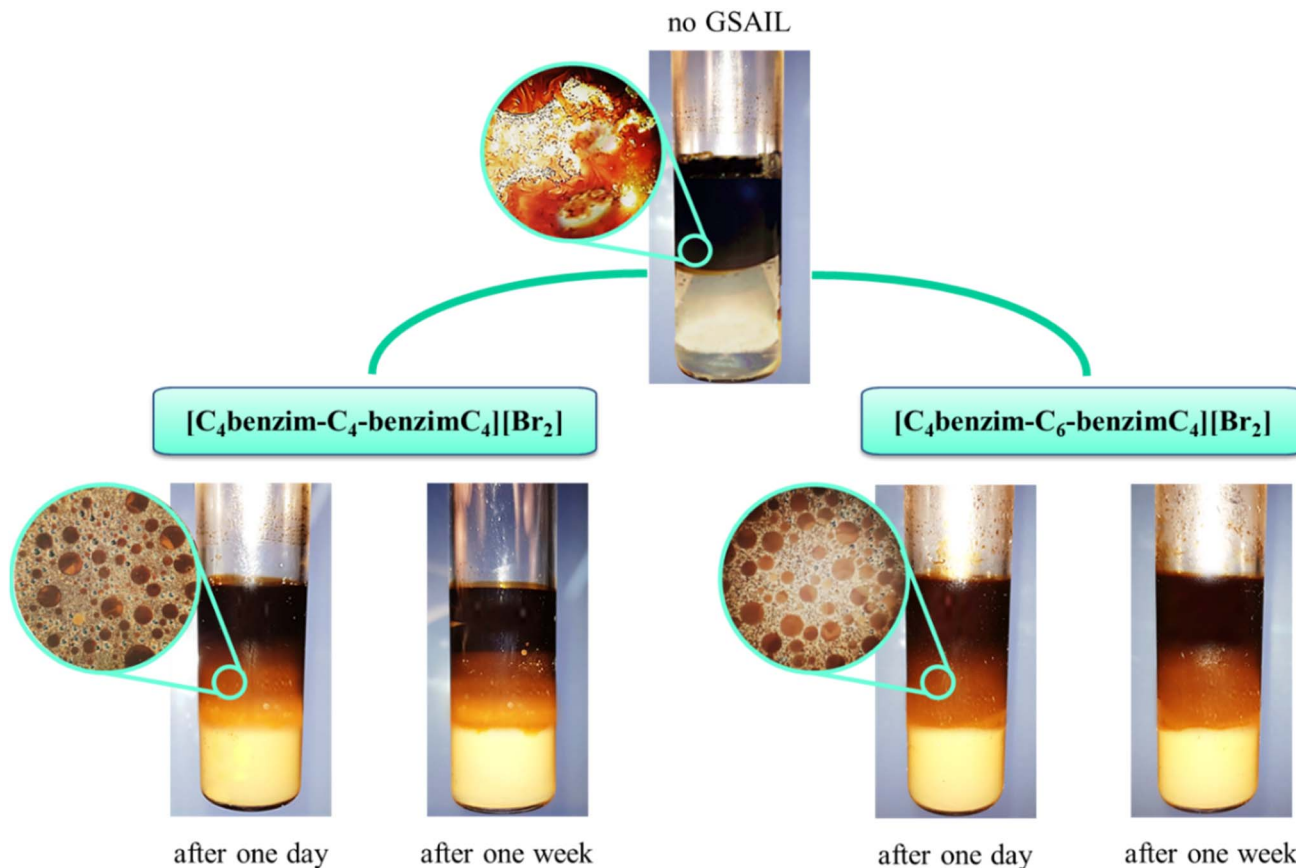 no GSAIL
[C₄benzim-C₄-benzimC₄][Br₂]
[C₄benzim-C₆-benzimC₄][Br₂]
after one day
after one week
after one day
after one week